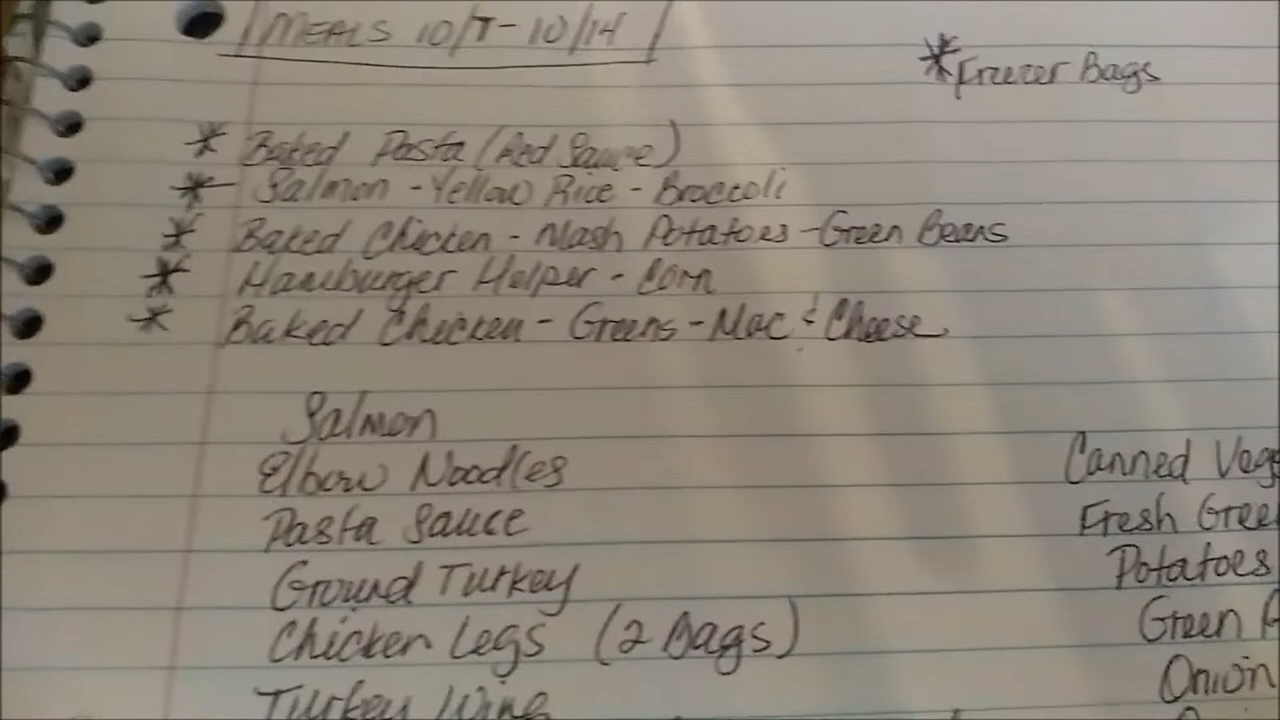 MEALS 10/7-10/14
*Freezer Bags
* Baked Pasta (Red Sauce)
* Salmon - Yellow Rice - Broccoli
* Baked Chicken - Mash Potatoes - Green Beans
* Hamburger Helper - Corn
* Baked Chicken - Greens - Mac & Cheese
Salmon
Elbow Noodles
Pasta Sauce
Ground Turkey
Chicken Legs (2 Bags)
Turkey Wing
Canned
Fresh
Potatoes
Green
Onion